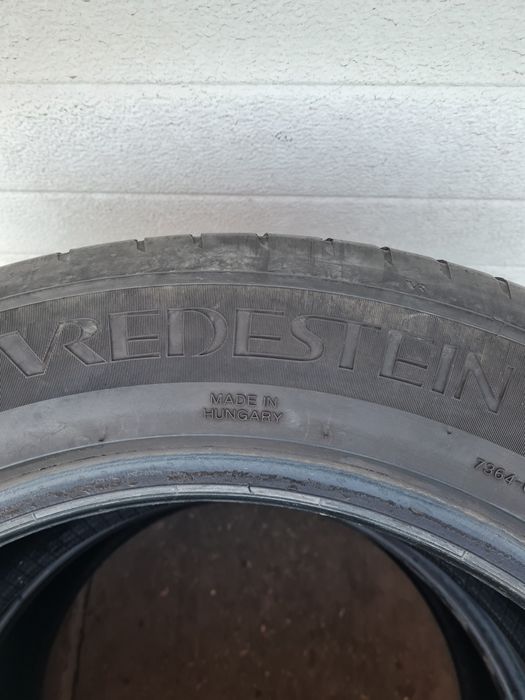 VREDESTEIN
MADE IN
HUNGARY
7364-